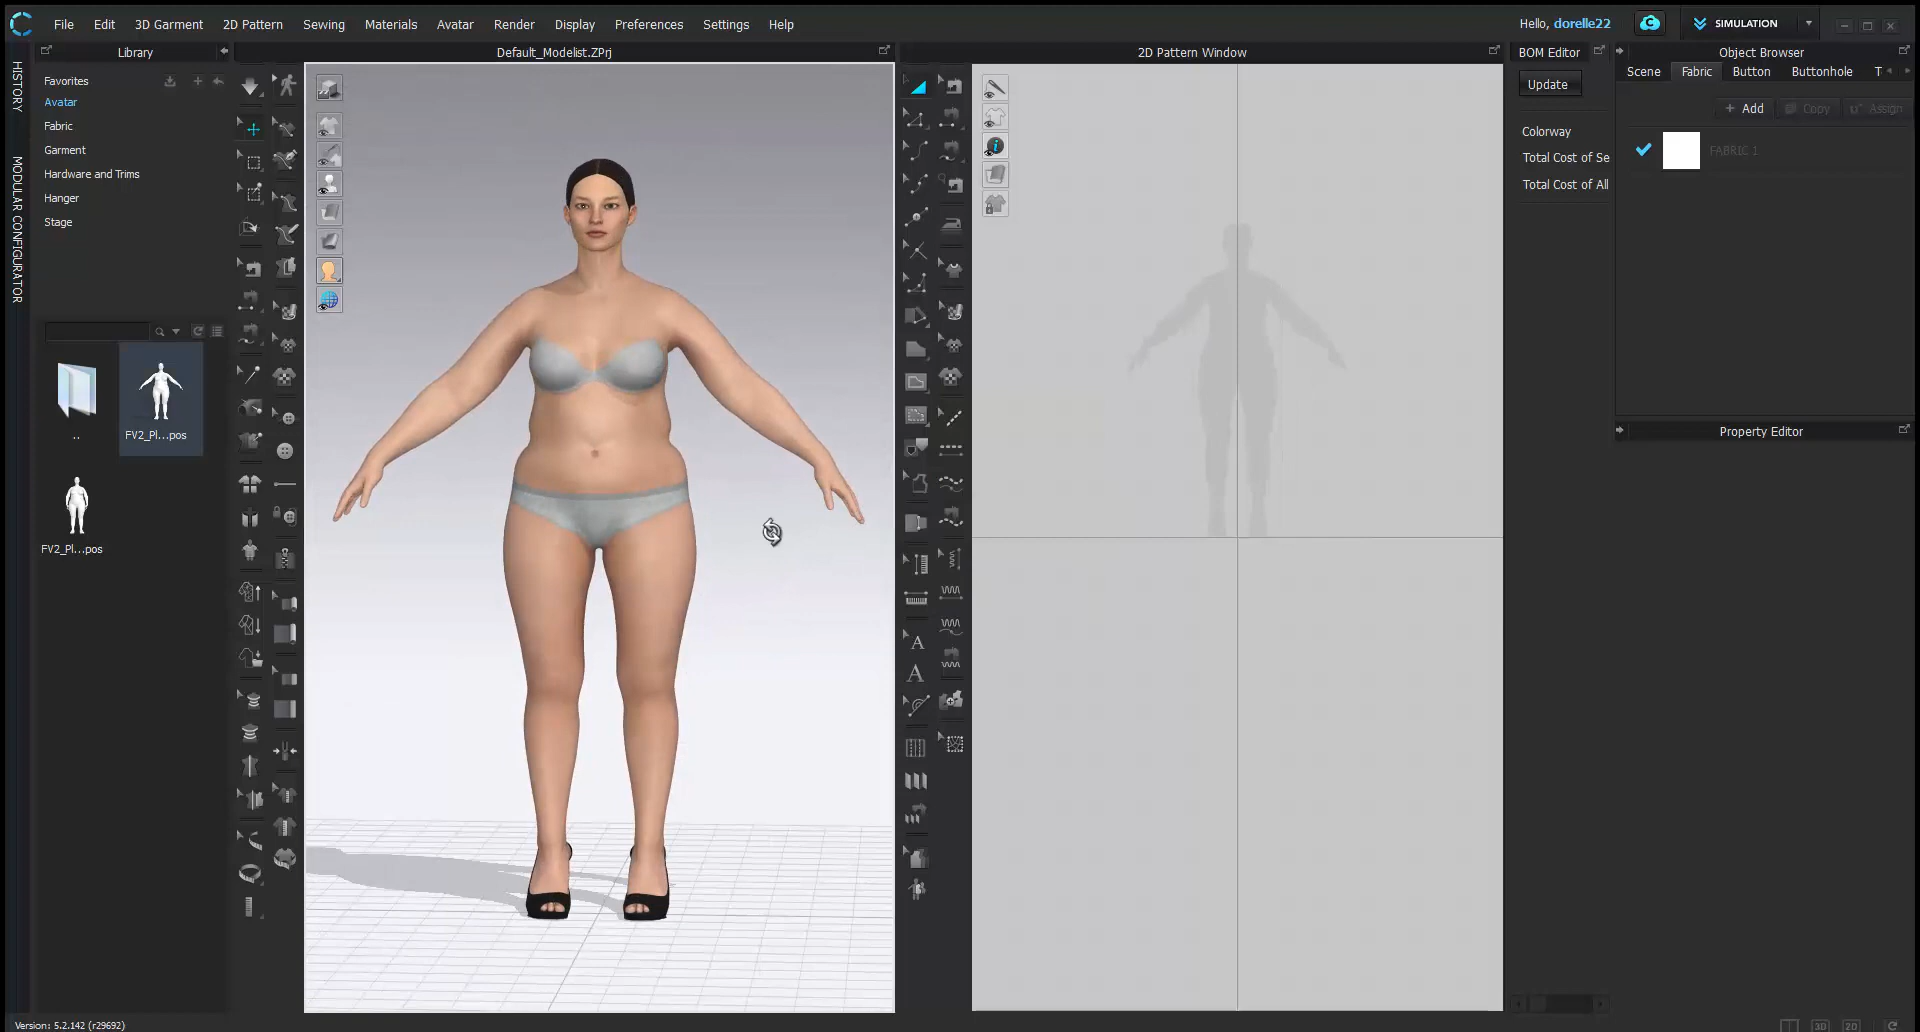 File Edit 3D Garment 2D Pattern Sewing Materials Avatar Render Display Preferences Settings Help
Hello, dorelle22
SIMULATION
Library
Default_Modelist.ZPrj
2D Pattern Window
BOM Editor
Object Browser
HISTORY
MODULAR CONFIGURATOR
Favorites
Avatar
Fabric
Garment
Hardware and Trims
Hanger
Stage
..
FV2_Pl...pos
FV2_Pl...pos
A
A
Update
Colorway
Total Cost of Se
Total Cost of All
Scene Fabric Button Buttonhole T
+ Add Copy Assign
FABRIC 1
Property Editor
Version: 5.2.142 (r29692)
3D 2D